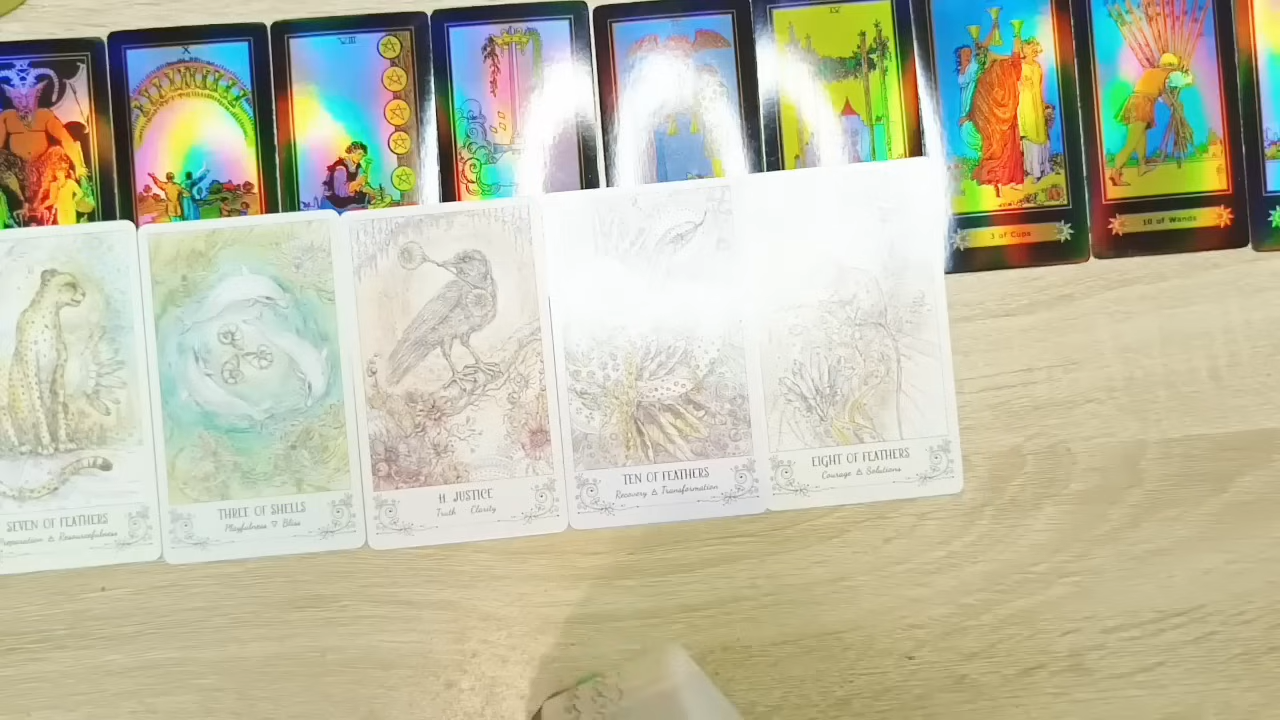 X
VIII
IV
3 of Cups
10 of Wands
SEVEN OF FEATHERS
& Resourcefulness
THREE OF SHELLS
Playfulness ▽ Bliss
11. JUSTICE
Truth Clarity
TEN OF FEATHERS
Recovery △ Transformation
EIGHT OF FEATHERS
Courage △ Solutions